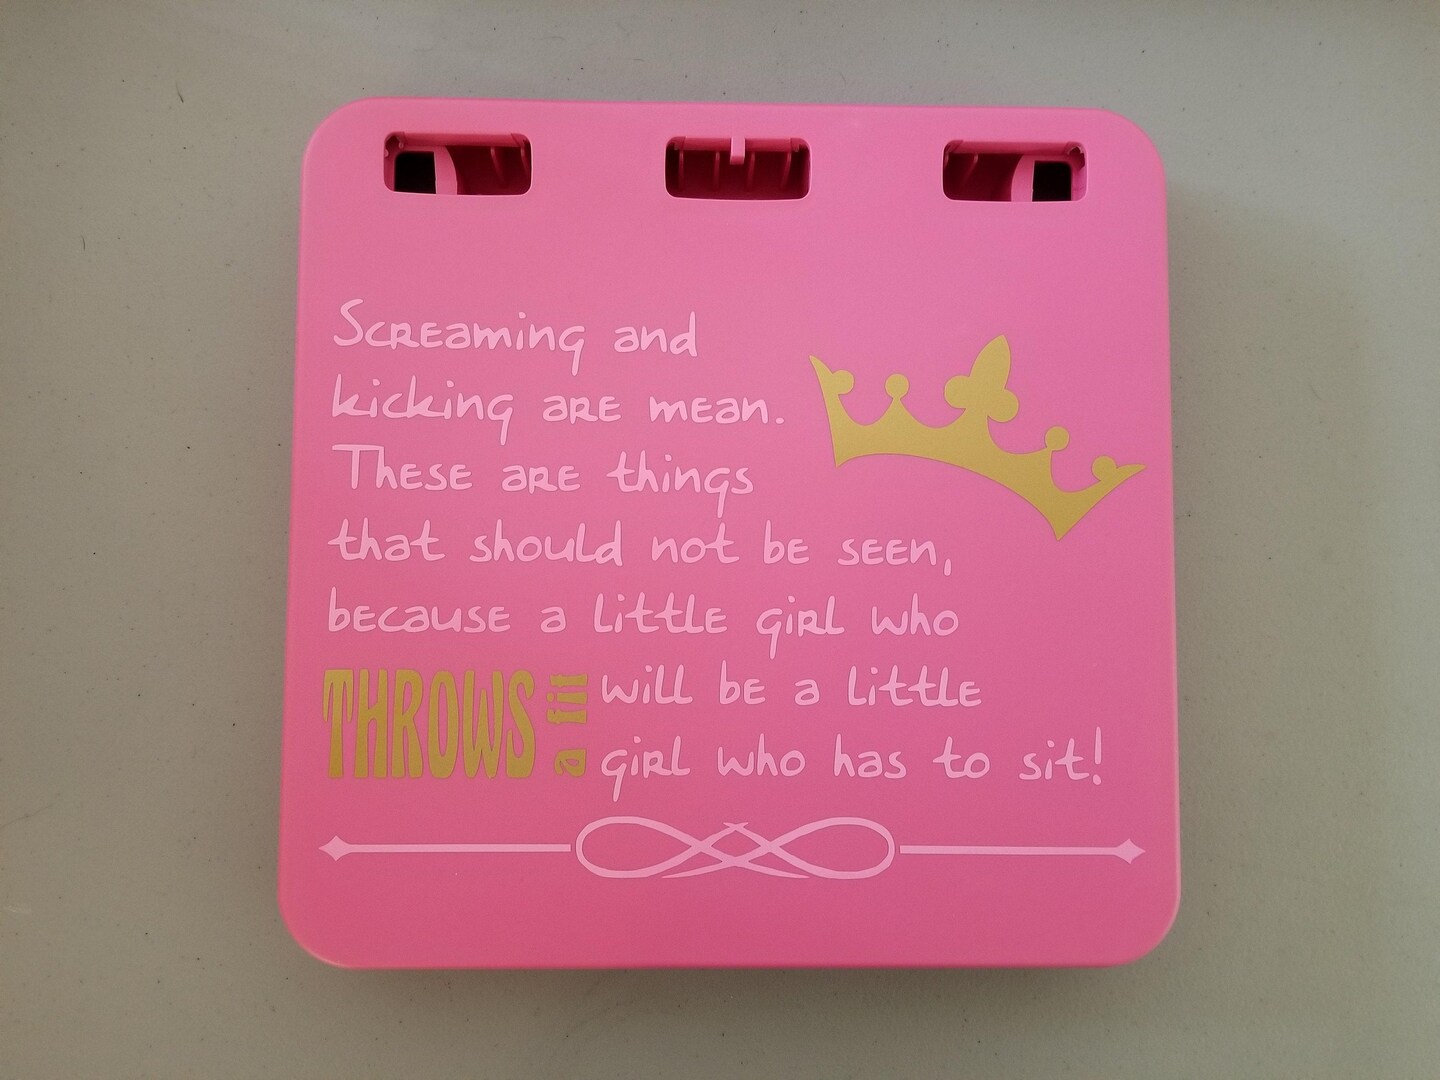 Screaming and
kicking are mean.
These are things
that should not be seen,
because a little girl who
THROWS a fit will be a little
girl who has to sit!